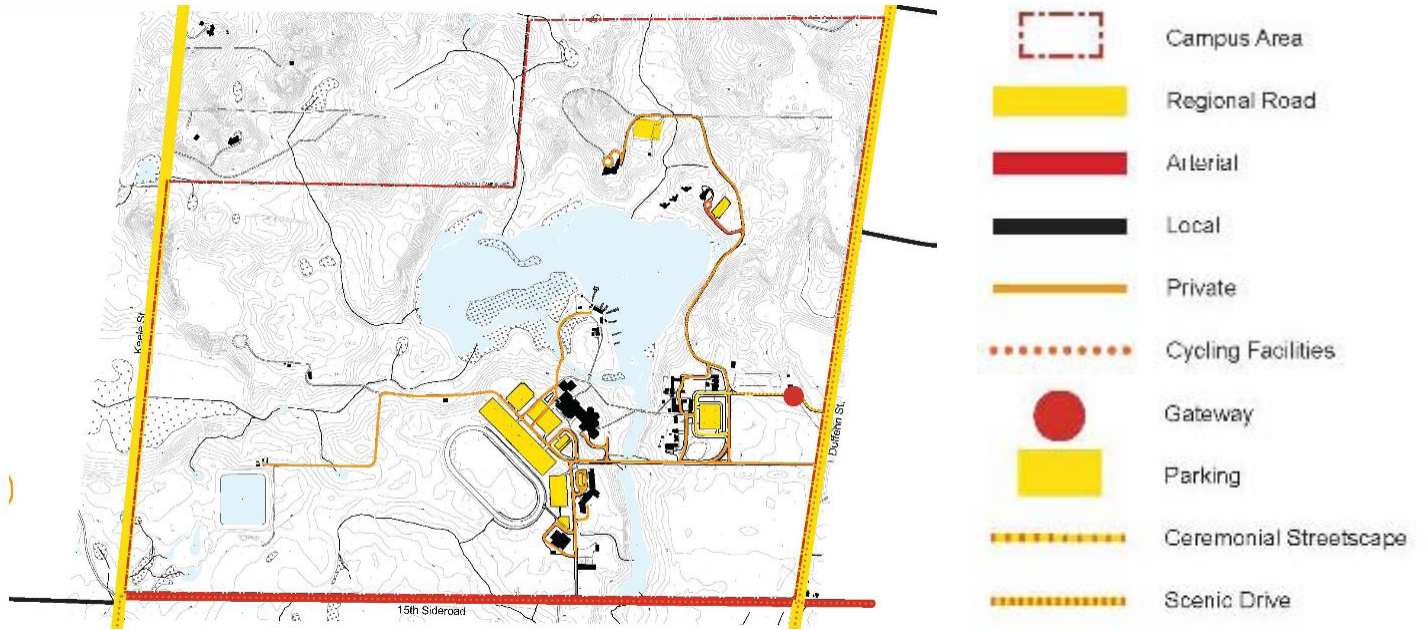 Keele St.
Dufferin St.
15th Sideroad
Campus Area
Regional Road
Arterial
Local
Private
Cycling Facilities
Gateway
Parking
Ceremonial Streetscape
Scenic Drive